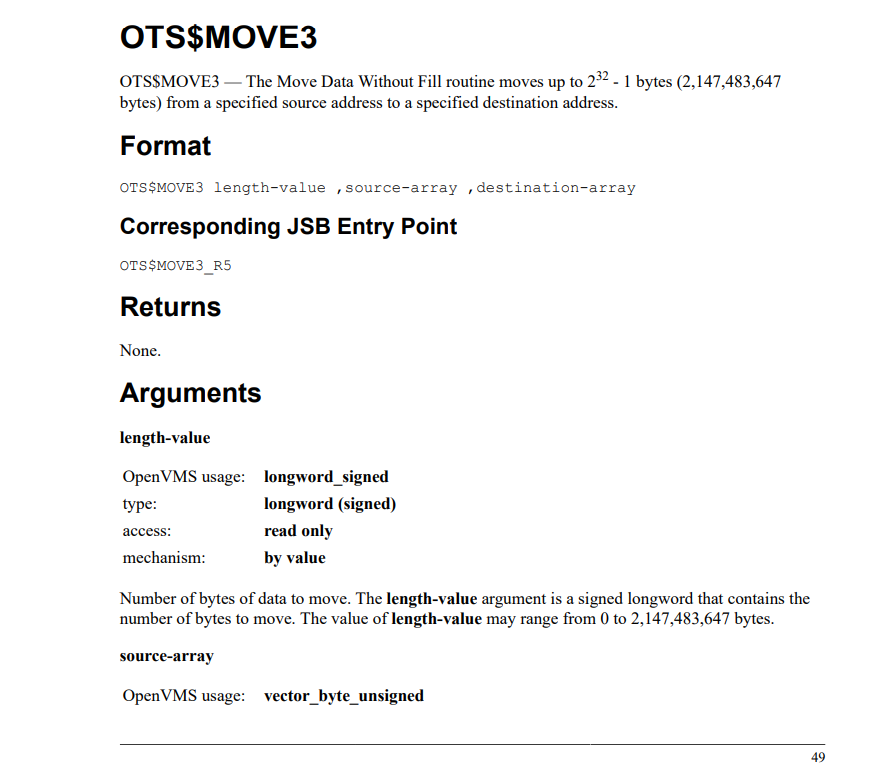 OTS$MOVE3
OTS$MOVE3 — The Move Data Without Fill routine moves up to 2³² - 1 bytes (2,147,483,647
bytes) from a specified source address to a specified destination address.
Format
OTS$MOVE3 length-value ,source-array ,destination-array
Corresponding JSB Entry Point
OTS$MOVE3_R5
Returns
None.
Arguments
length-value
OpenVMS usage: longword_signed
type: longword (signed)
access: read only
mechanism: by value
Number of bytes of data to move. The length-value argument is a signed longword that contains the
number of bytes to move. The value of length-value may range from 0 to 2,147,483,647 bytes.
source-array
OpenVMS usage: vector_byte_unsigned
49